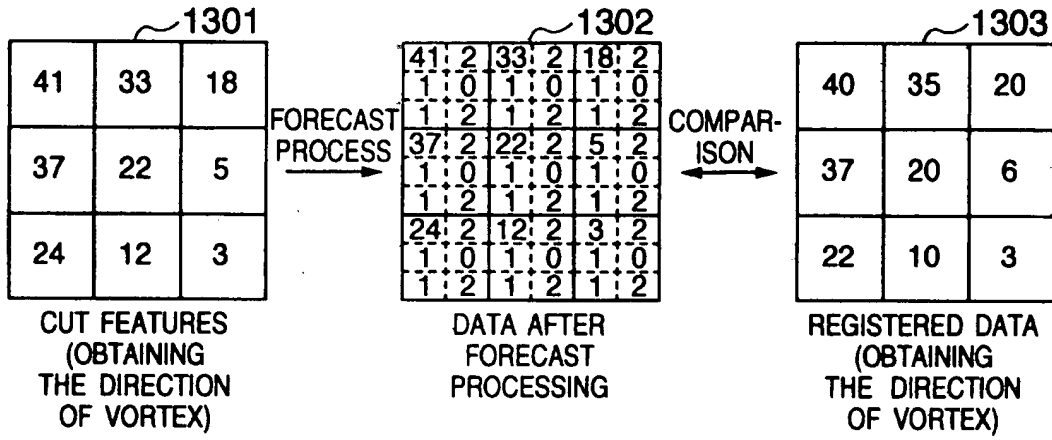 1301
41 33 18
37 22 5
24 12 3
CUT FEATURES
(OBTAINING
THE DIRECTION
OF VORTEX)
FORECAST
PROCESS
1302
41 2 33 2 18 2
1 0 1 0 1 0
1 2 1 2 1 2
37 2 22 2 5 2
1 0 1 0 1 0
1 2 1 2 1 2
24 2 12 2 3 2
1 0 1 0 1 0
1 2 1 2 1 2
DATA AFTER
FORECAST
PROCESSING
COMPAR-
ISON
1303
40 35 20
37 20 6
22 10 3
REGISTERED DATA
(OBTAINING
THE DIRECTION
OF VORTEX)